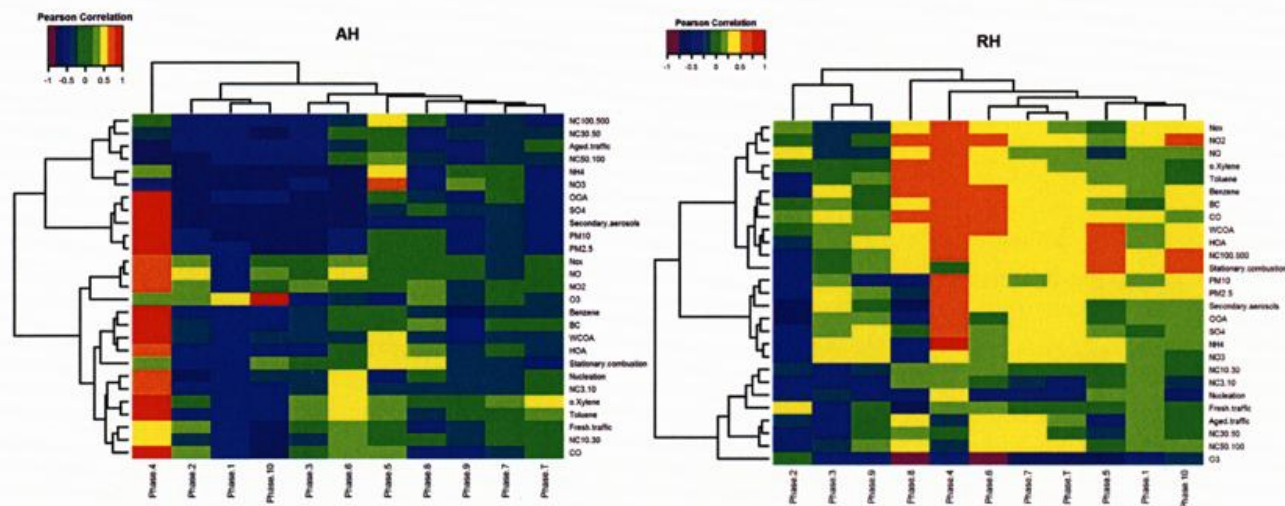 Pearson Correlation
-1 -0.5 0 0.5 1
AH
NC100.500
NC30.50
Aged.traffic
NC50.100
NH4
NO3
OOA
SO4
Secondary.aerosols
PM10
PM2.5
Nox
NO
NO2
O3
Benzene
BC
WCOA
HOA
Stationary.combustion
Nucleation
NC3.10
o.Xylene
Toluene
Fresh.traffic
NC10.30
CO
Phase.4 Phase.2 Phase.1 Phase.10 Phase.3 Phase.6 Phase.5 Phase.8 Phase.9 Phase.7 Phase.T
Pearson Correlation
-1 -0.5 0 0.5 1
RH
Nox
NO2
NO
o.Xylene
Toluene
Benzene
BC
CO
WCOA
HOA
NC100.500
Stationary.combustion
PM10
PM2.5
Secondary.aerosols
OOA
SO4
NH4
NO3
NC10.30
NC3.10
Nucleation
Fresh.traffic
Aged.traffic
NC30.50
NC50.100
O3
Phase.2 Phase.3 Phase.9 Phase.8 Phase.4 Phase.6 Phase.7 Phase.T Phase.5 Phase.1 Phase.10